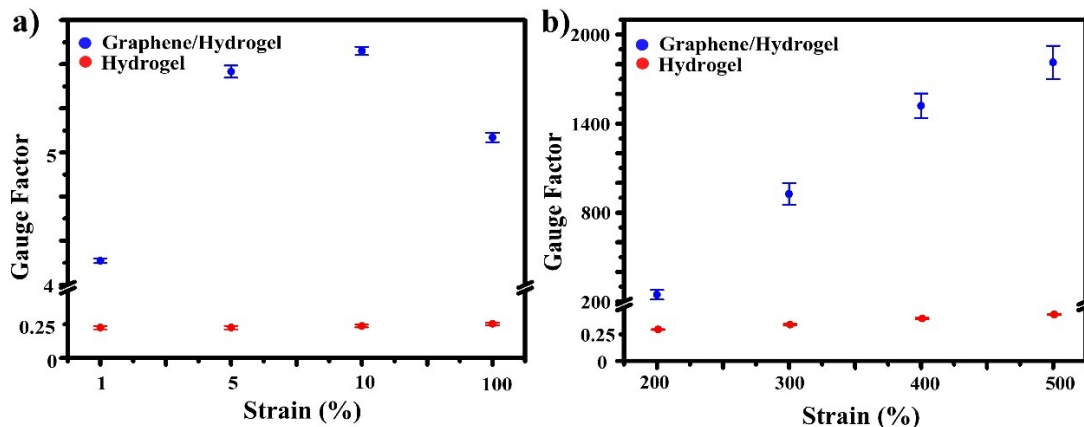 a)
Graphene/Hydrogel
Hydrogel
Gauge Factor
5
4
0.25
0
1 5 10 100
Strain (%)
b)
Graphene/Hydrogel
Hydrogel
Gauge Factor
2000
1400
800
200
0.25
0
200 300 400 500
Strain (%)